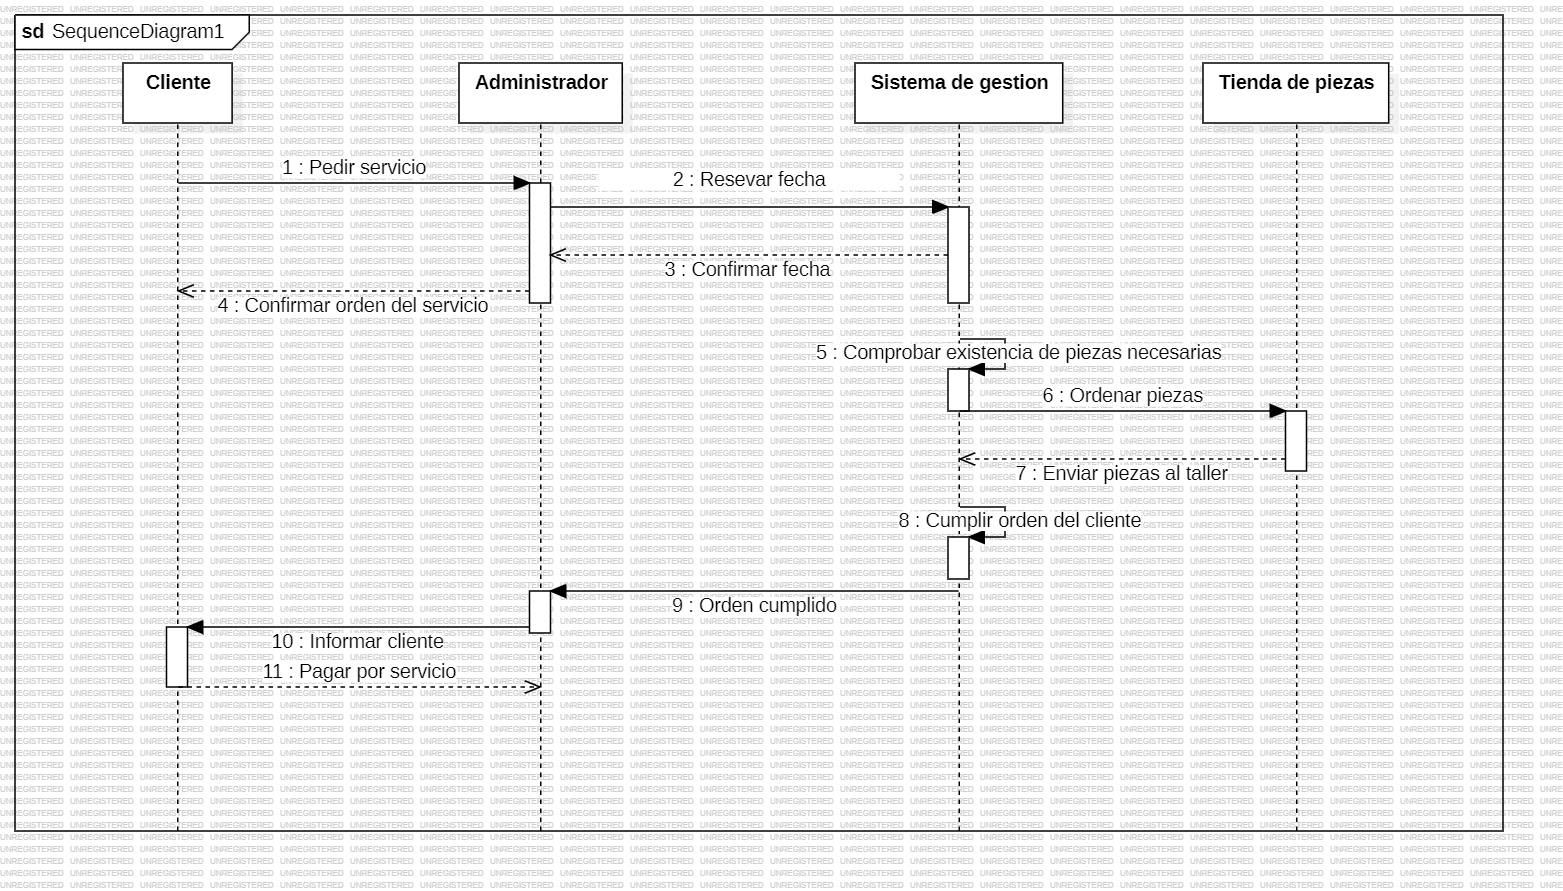 sd SequenceDiagram1
Cliente
Administrador
Sistema de gestion
Tienda de piezas
1 : Pedir servicio
2 : Resevar fecha
3 : Confirmar fecha
4 : Confirmar orden del servicio
5 : Comprobar existencia de piezas necesarias
6 : Ordenar piezas
7 : Enviar piezas al taller
8 : Cumplir orden del cliente
9 : Orden cumplido
10 : Informar cliente
11 : Pagar por servicio
UNREGISTERED